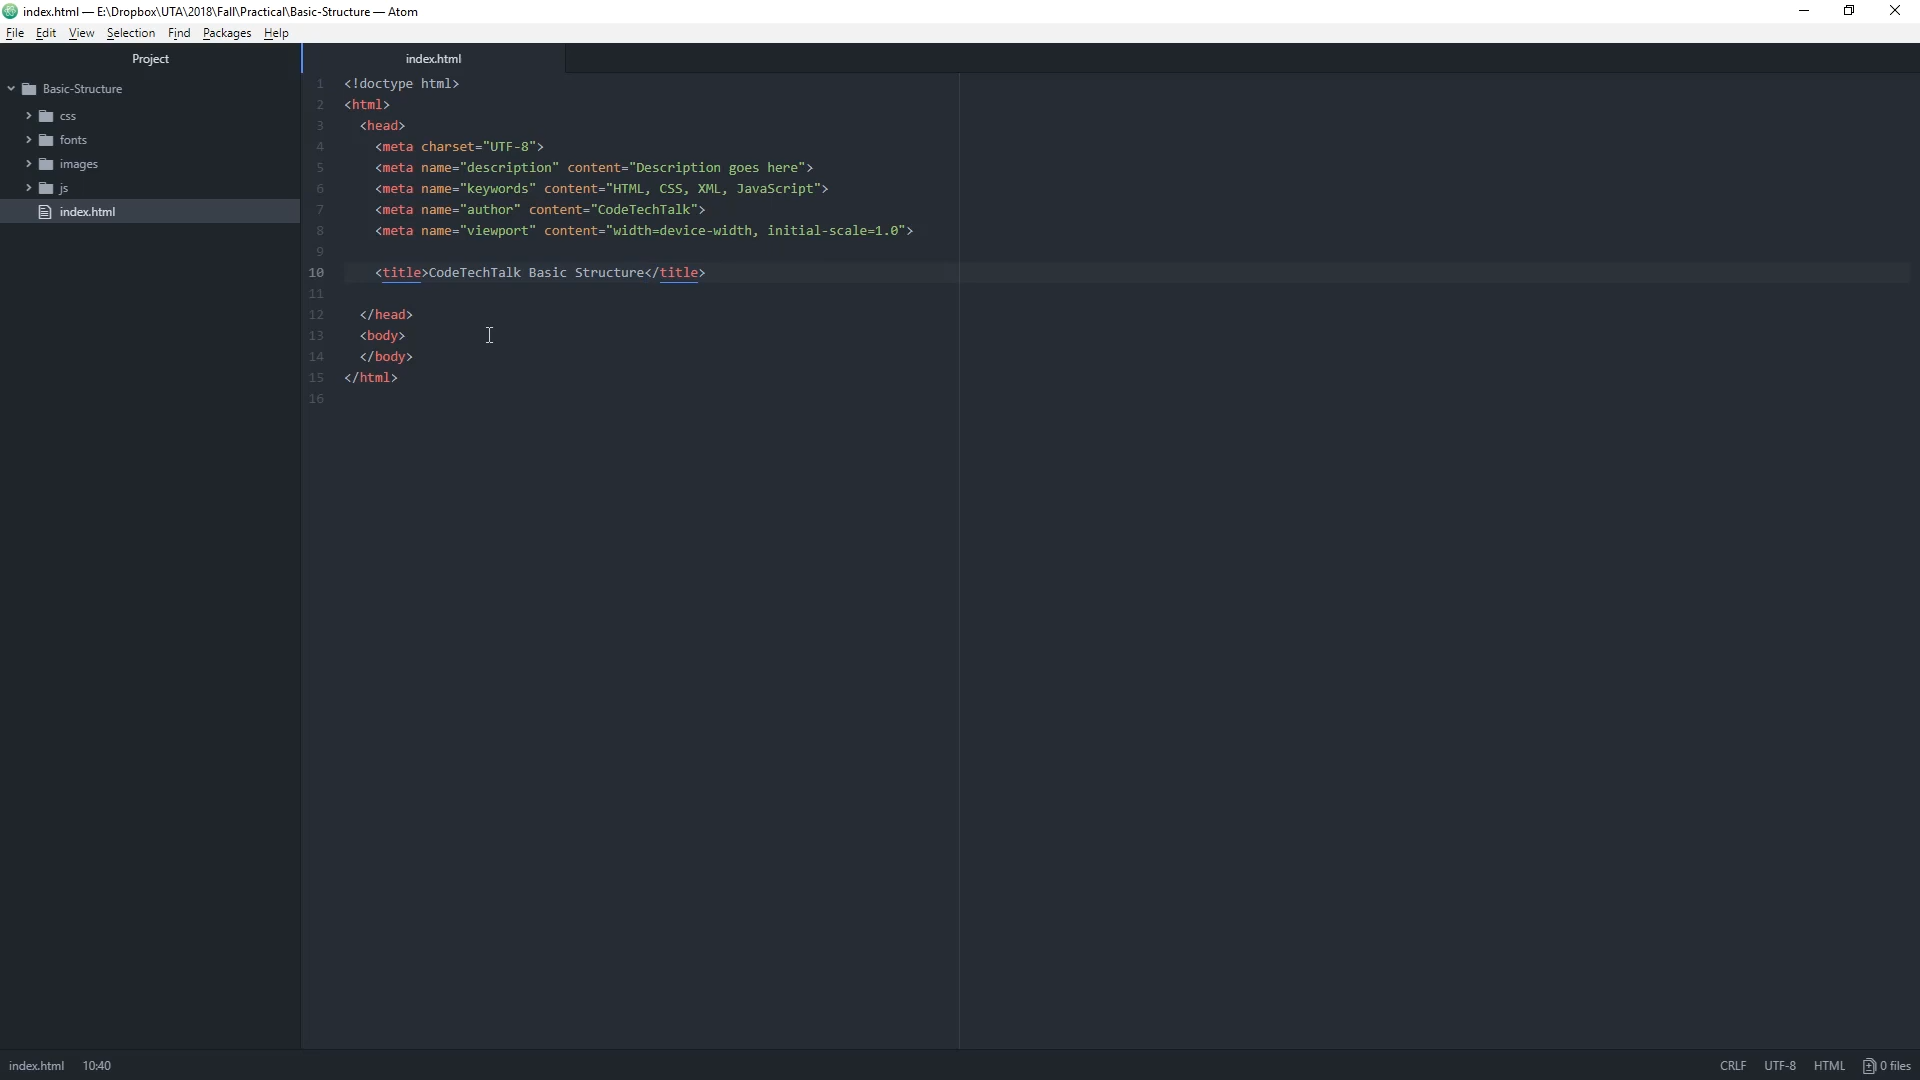 index.html — E:\Dropbox\UTA\2018\Fall\Practical\Basic-Structure — Atom
File Edit View Selection Find Packages Help
Project
index.html
Basic-Structure
css
fonts
images
js
index.html
1 <!doctype html>
2 <html>
3 <head>
4 <meta charset="UTF-8">
5 <meta name="description" content="Description goes here">
6 <meta name="keywords" content="HTML, CSS, XML, JavaScript">
7 <meta name="author" content="CodeTechTalk">
8 <meta name="viewport" content="width=device-width, initial-scale=1.0">
9
10 <title>CodeTechTalk Basic Structure</title>
11
12 </head>
13 <body>
14 </body>
15 </html>
16
index.html 10:40 CRLF UTF-8 HTML 0 files